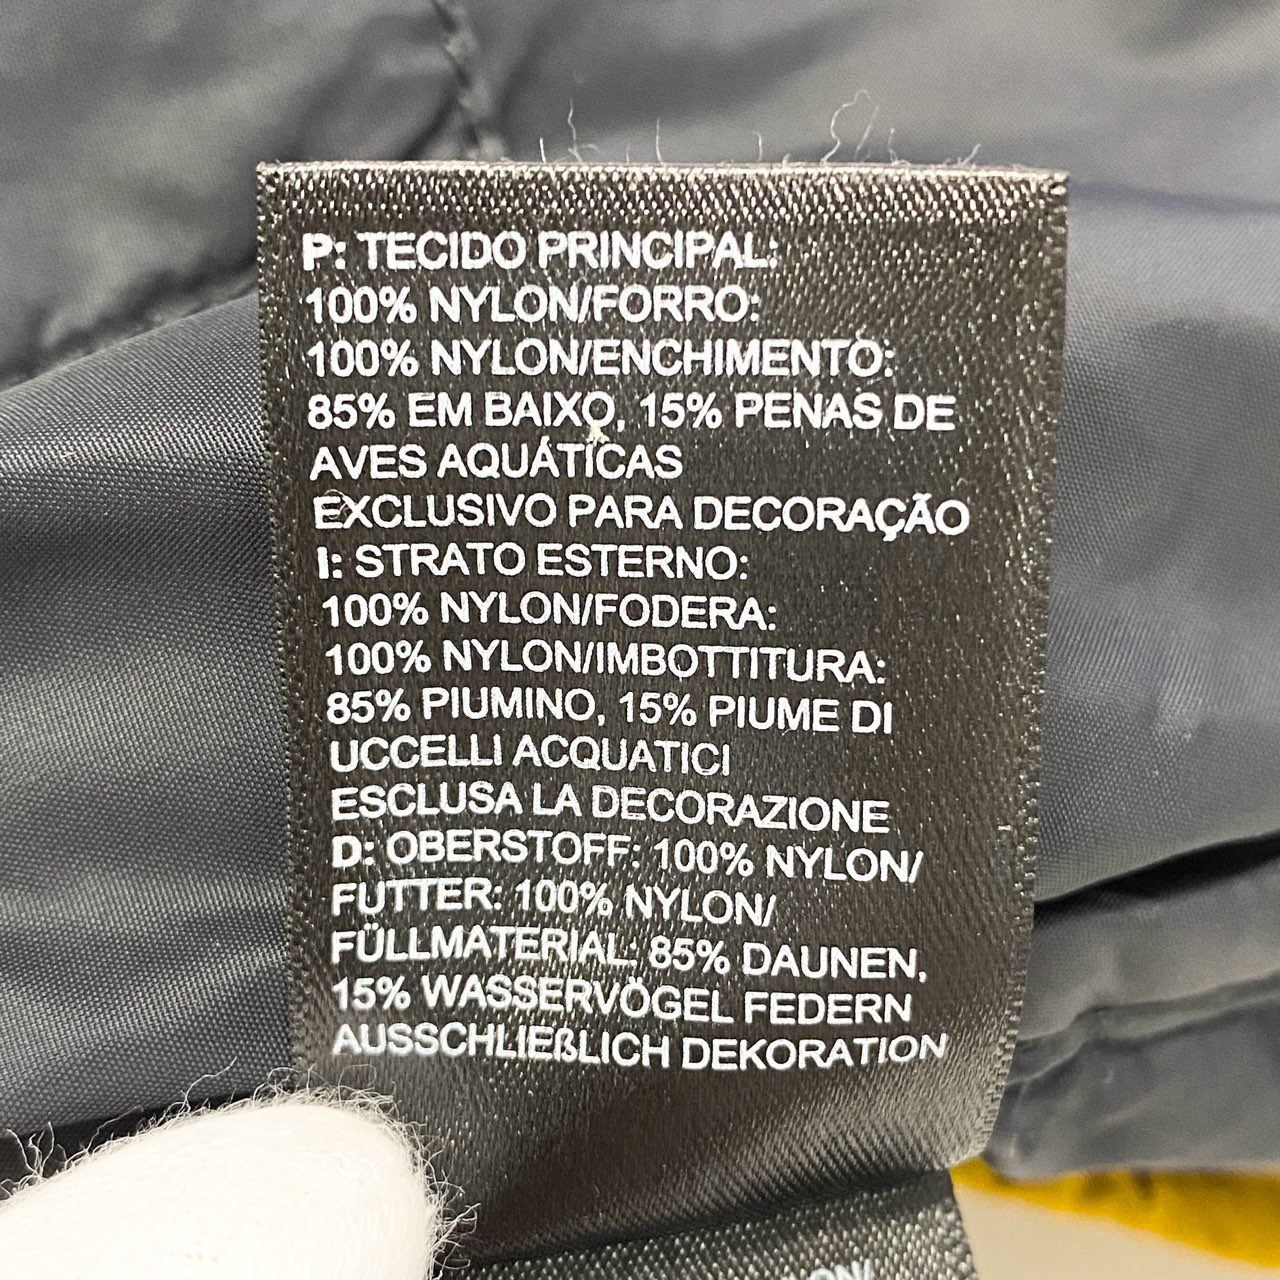 P: TECIDO PRINCIPAL:
100% NYLON/FORRO:
100% NYLON/ENCHIMENTO:
85% EM BAIXO, 15% PENAS DE
AVES AQUÁTICAS
EXCLUSIVO PARA DECORAÇÃO
I: STRATO ESTERNO:
100% NYLON/FODERA:
100% NYLON/IMBOTTITURA:
85% PIUMINO, 15% PIUME DI
UCCELLI ACQUATICI
ESCLUSA LA DECORAZIONE
D: OBERSTOFF: 100% NYLON/
FUTTER: 100% NYLON/
FÜLLMATERIAL: 85% DAUNEN,
15% WASSERVÖGEL FEDERN
AUSSCHLIEßLICH DEKORATION